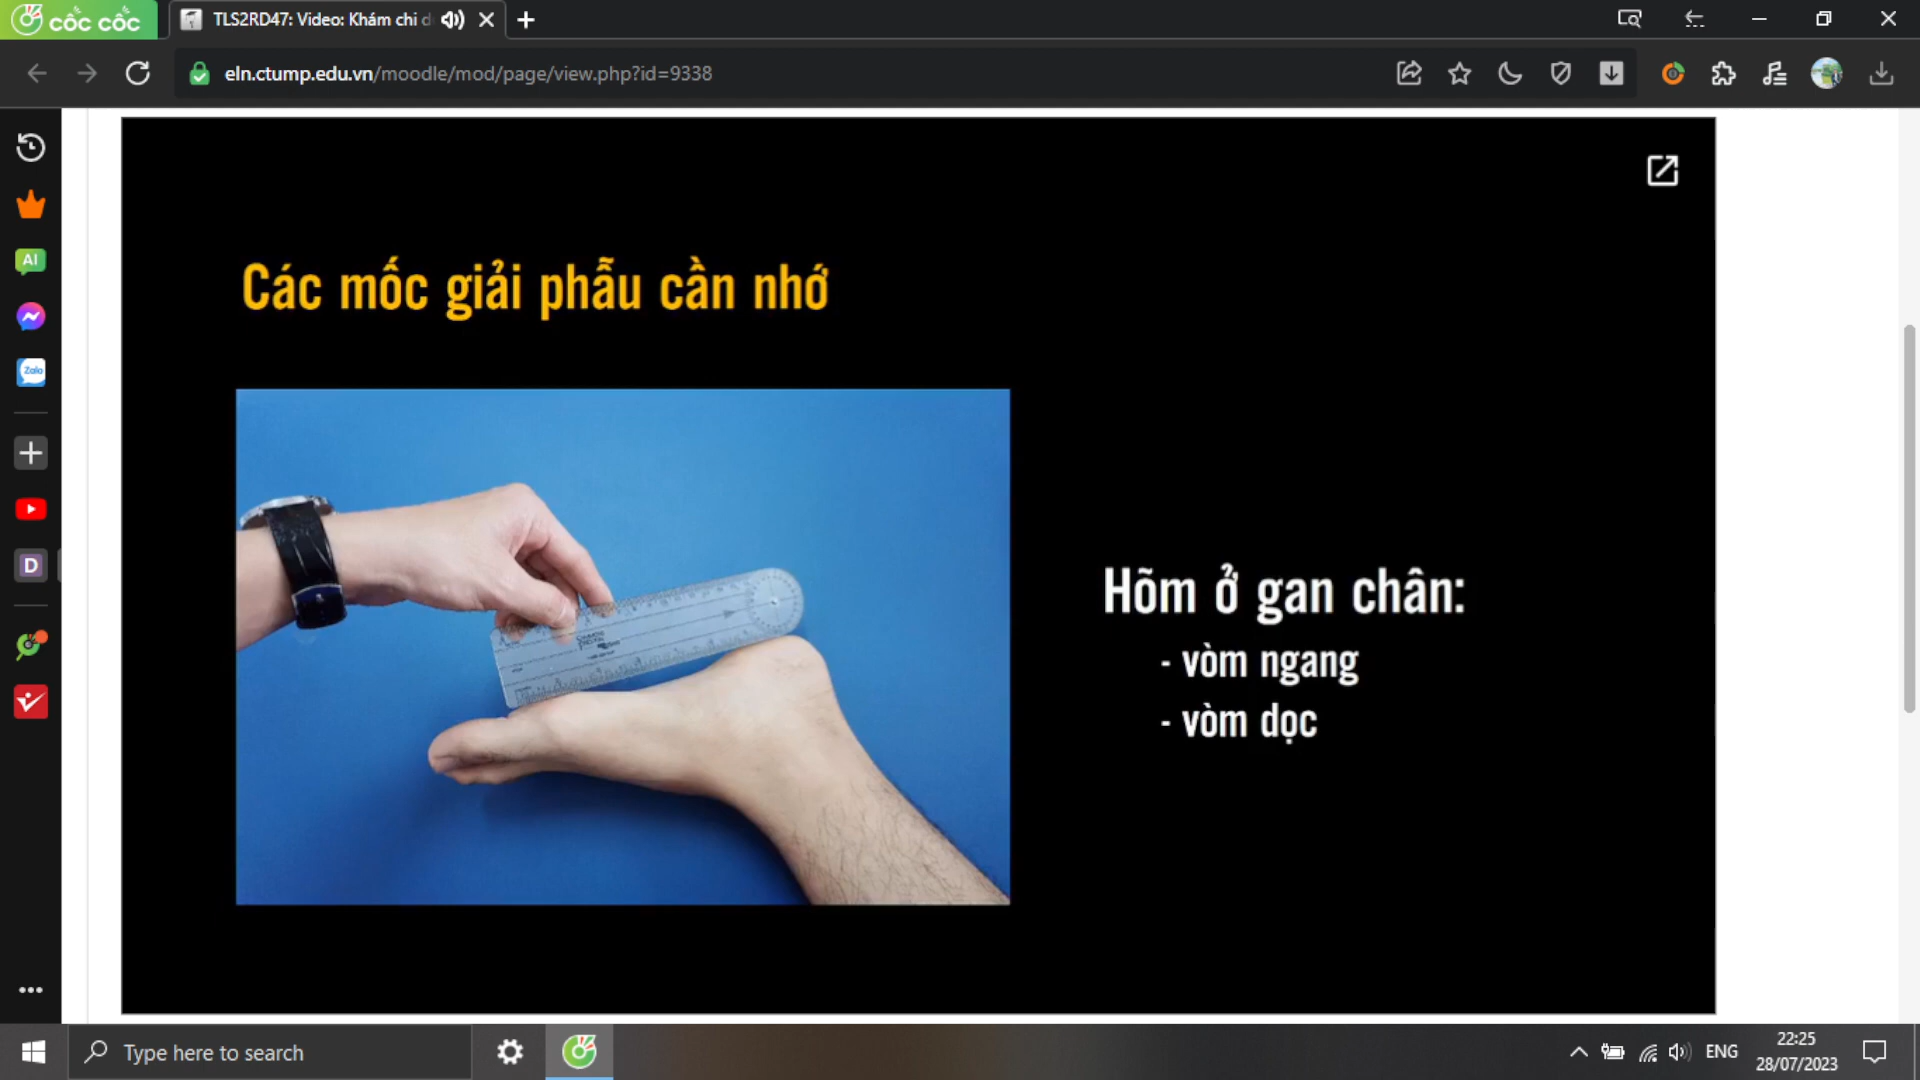 cốc cốc
TLS2RD47: Video: Khám chi d
eln.ctump.edu.vn/moodle/mod/page/view.php?id=9338
AI
Zalo
D
Các mốc giải phẫu cần nhớ
Hõm ở gan chân:
- vòm ngang
- vòm dọc
Type here to search
ENG
22:25
28/07/2023